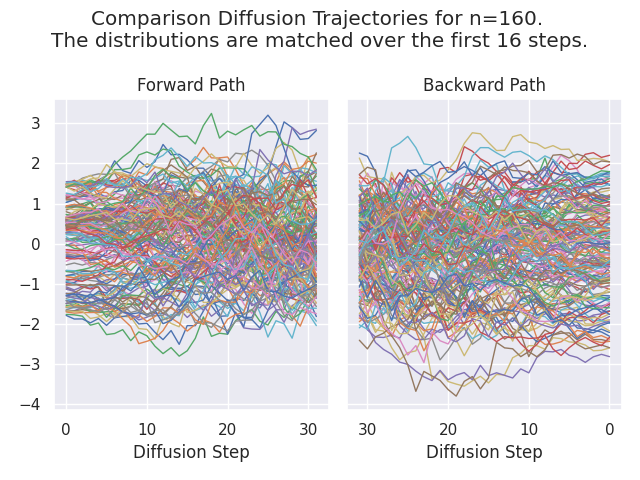 Comparison Diffusion Trajectories for n=160.
The distributions are matched over the first 16 steps.
Forward Path
Backward Path
3
2
1
0
−1
−2
−3
−4
0 10 20 30
30 20 10 0
Diffusion Step
Diffusion Step